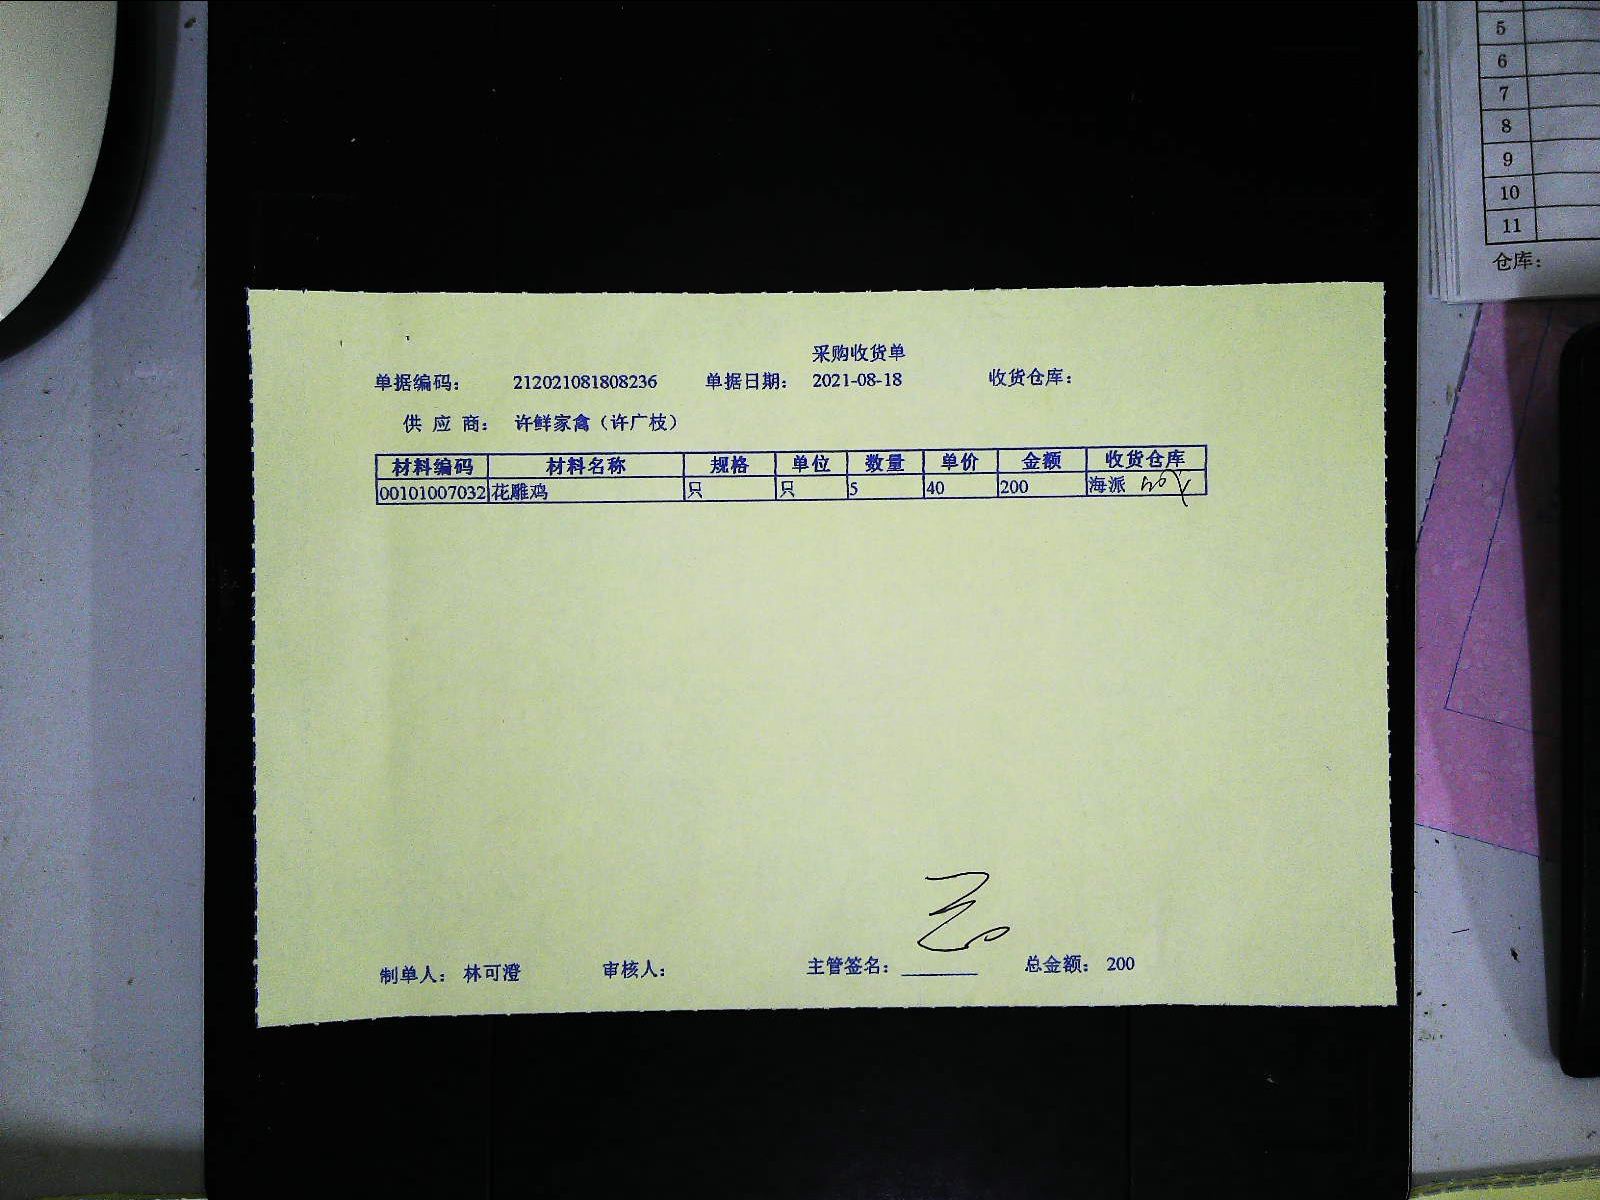 采购收货单
单据编码： 212021081808236 单据日期： 2021-08-18 收货仓库：
供 应 商： 许鲜家禽（许广枝）
材料编码 材料名称 规格 单位 数量 单价 金额 收货仓库
00101007032 花雕鸡 只 只 5 40 200 海派
制单人： 林可澄 审核人： 主管签名： 总金额： 200
5
6
7
8
9
10
11
仓库：